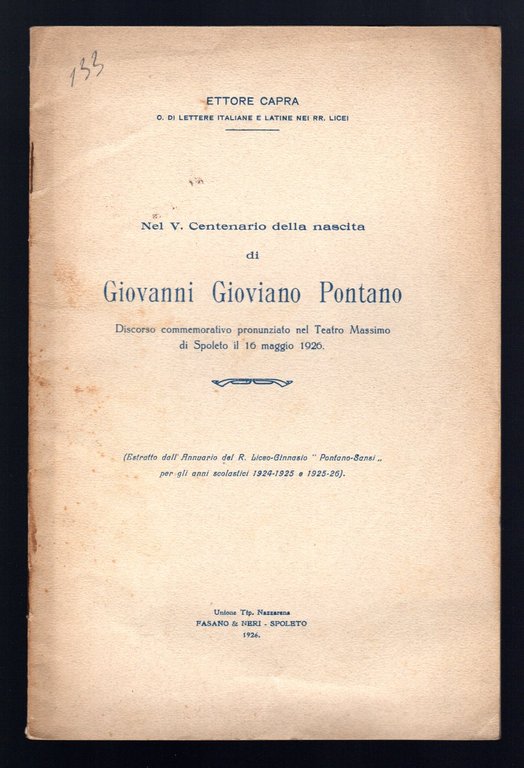 133
ETTORE CAPRA
O. DI LETTERE ITALIANE E LATINE NEI RR. LICEI
Nel V. Centenario della nascita
di
Giovanni Gioviano Pontano
Discorso commemorativo pronunziato nel Teatro Massimo
di Spoleto il 16 maggio 1926.
(Estratto dall' Annuario del R. Liceo-Ginnasio " Pontano-Sansi „
per gli anni scolastici 1924-1925 e 1925-26).
Unione Tip. Nazzarena
FASANO & NERI - SPOLETO
1926.